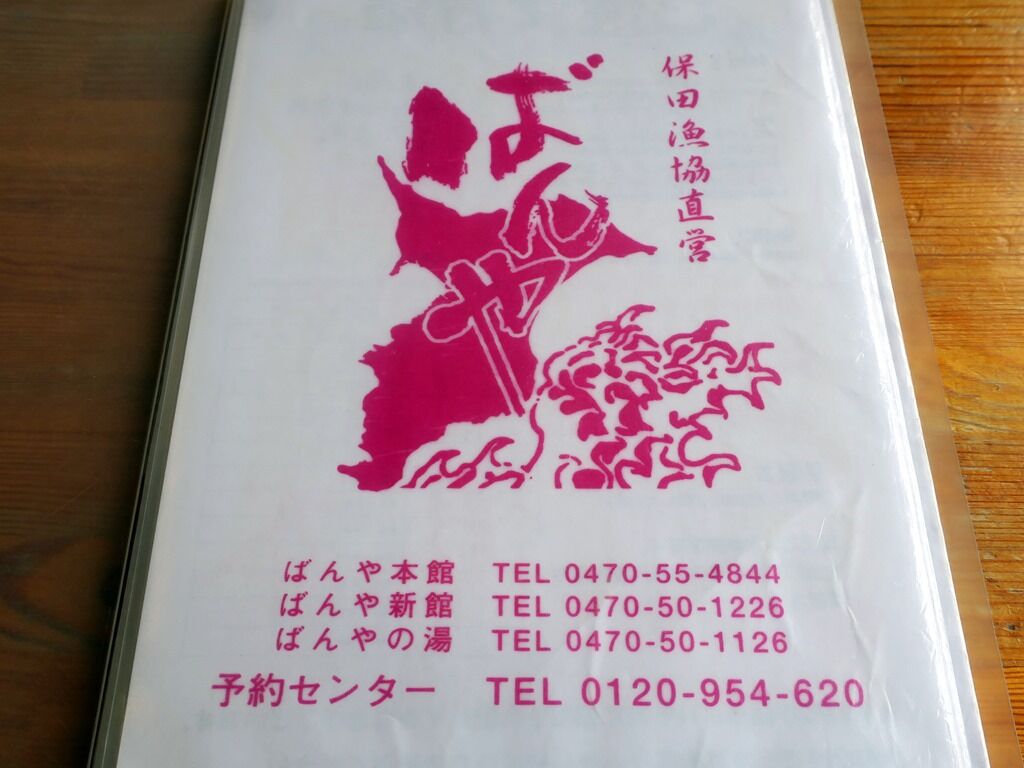 保田漁協直営
ばんや
ばんや本館 TEL 0470-55-4844
ばんや新館 TEL 0470-50-1226
ばんやの湯 TEL 0470-50-1126
予約センター TEL 0120-954-620